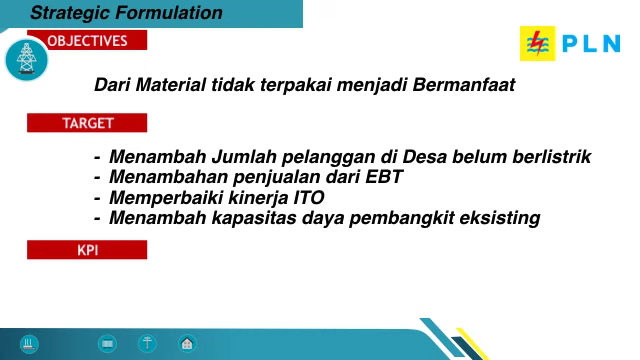 Strategic Formulation
OBJECTIVES
PLN
Dari Material tidak terpakai menjadi Bermanfaat
TARGET
- Menambah Jumlah pelanggan di Desa belum berlistrik
- Menambahan penjualan dari EBT
- Memperbaiki kinerja ITO
- Menambah kapasitas daya pembangkit eksisting
KPI